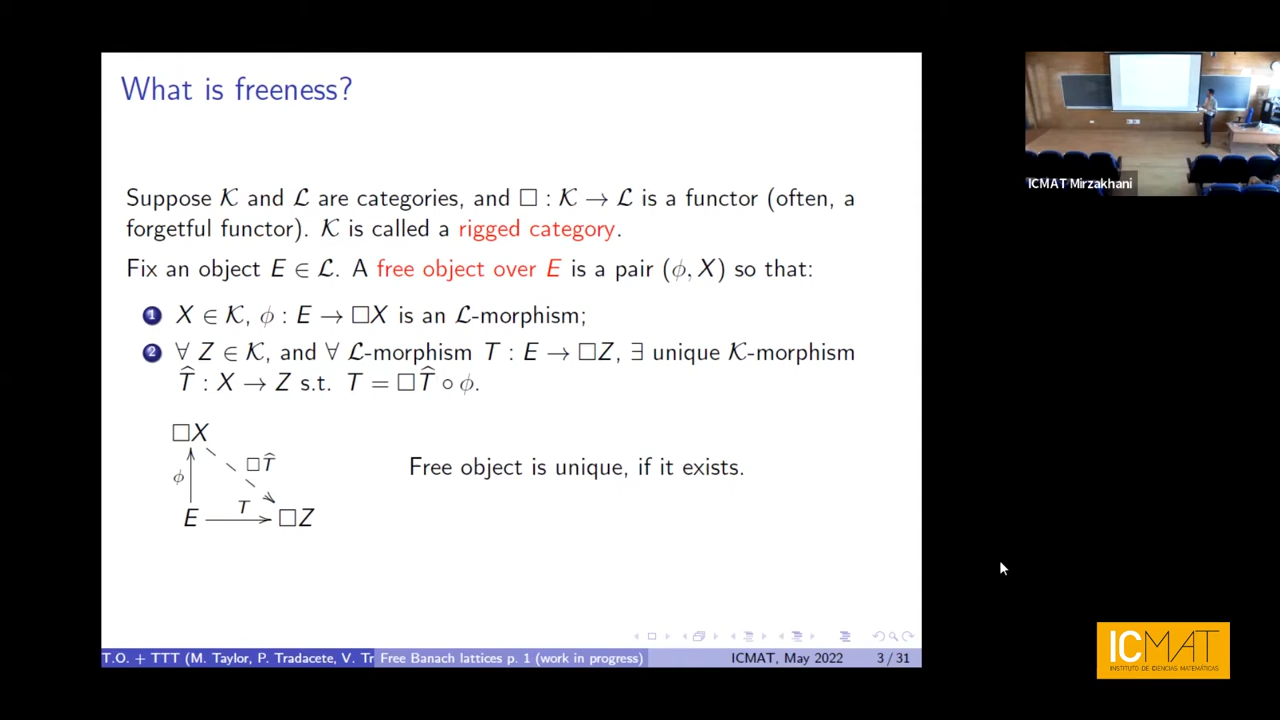 What is freeness?
Suppose 𝒦 and ℒ are categories, and □ : 𝒦 → ℒ is a functor (often, a
forgetful functor). 𝒦 is called a rigged category.
Fix an object E ∈ ℒ. A free object over E is a pair (ϕ, X) so that:
1 X ∈ 𝒦, ϕ : E → □X is an ℒ-morphism;
2 ∀ Z ∈ 𝒦, and ∀ ℒ-morphism T : E → □Z, ∃ unique 𝒦-morphism
T̂ : X → Z s.t. T = □T̂ ∘ ϕ.
□X
□T̂
ϕ
Free object is unique, if it exists.
T
E
□Z
T.O. + TTT (M. Taylor, P. Tradacete, V. Tr
Free Banach lattices p. 1 (work in progress)
ICMAT, May 2022
3 / 31
ICMAT Mirzakhani
ICMAT
INSTITUTO DE CIENCIAS MATEMÁTICAS